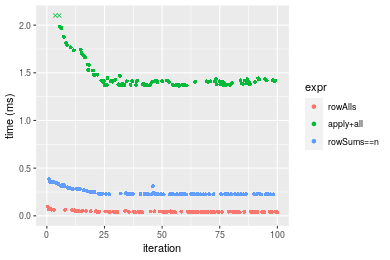 2.0
1.5
1.0
0.5
0.0
time (ms)
0
25
50
75
100
iteration
expr
rowAlls
apply+all
rowSums==n